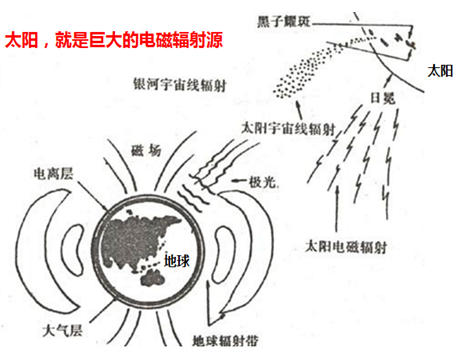 太阳，就是巨大的电磁辐射源
黑子耀斑
太阳
银河宇宙线辐射
日冕
太阳宇宙线辐射
磁场
电离层
极光
太阳电磁辐射
地球
大气层
地球辐射带